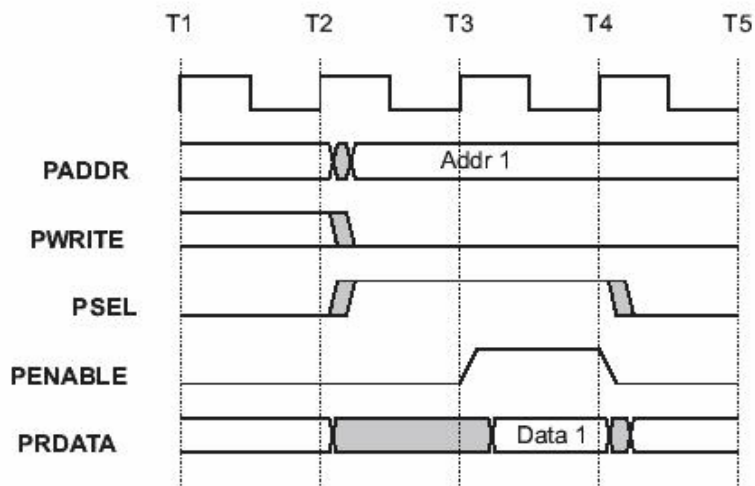 T1 T2 T3 T4 T5
PADDR Addr 1
PWRITE
PSEL
PENABLE
PRDATA Data 1